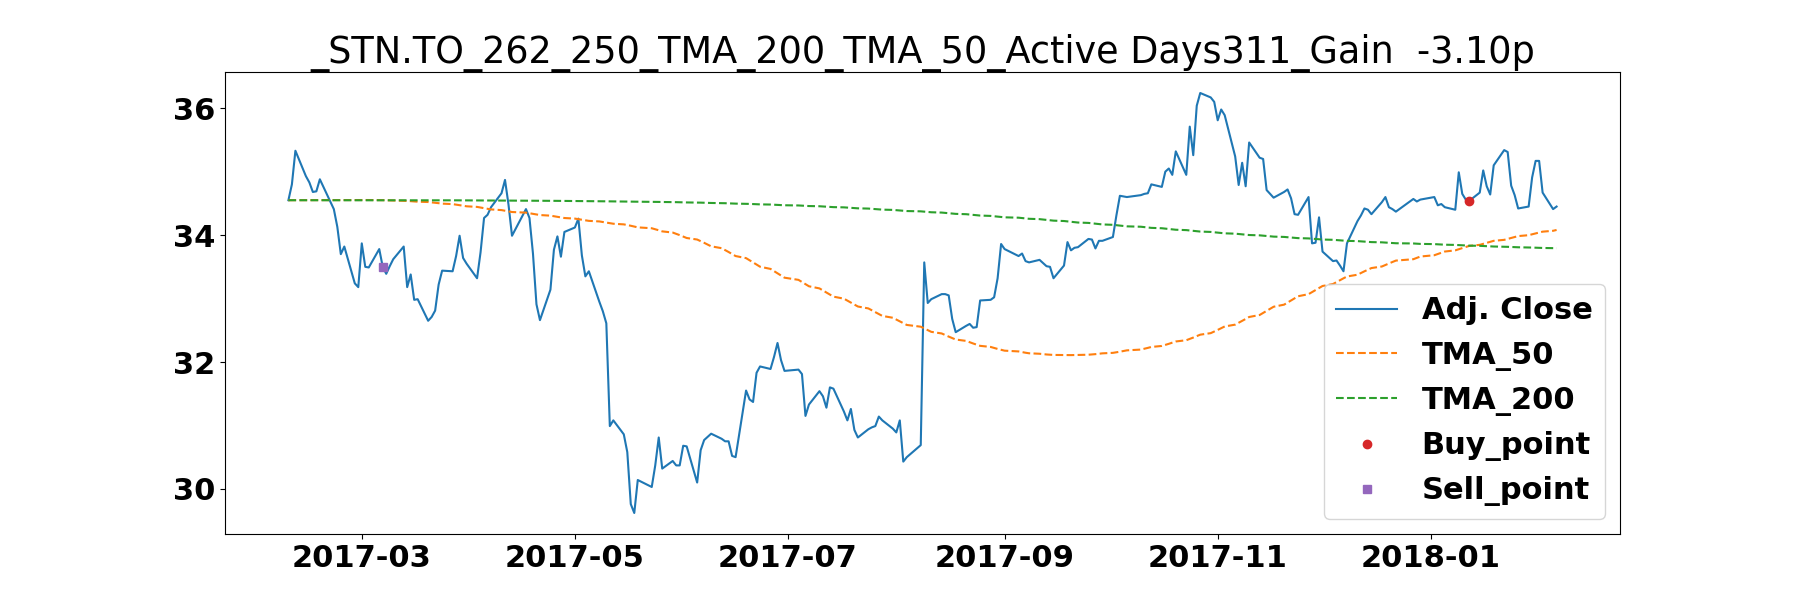 _STN.TO_262_250_TMA_200_TMA_50_Active Days311_Gain  -3.10p
36
34
32
30
2017-03 2017-05 2017-07 2017-09 2017-11 2018-01
Adj. Close
TMA_50
TMA_200
Buy_point
Sell_point